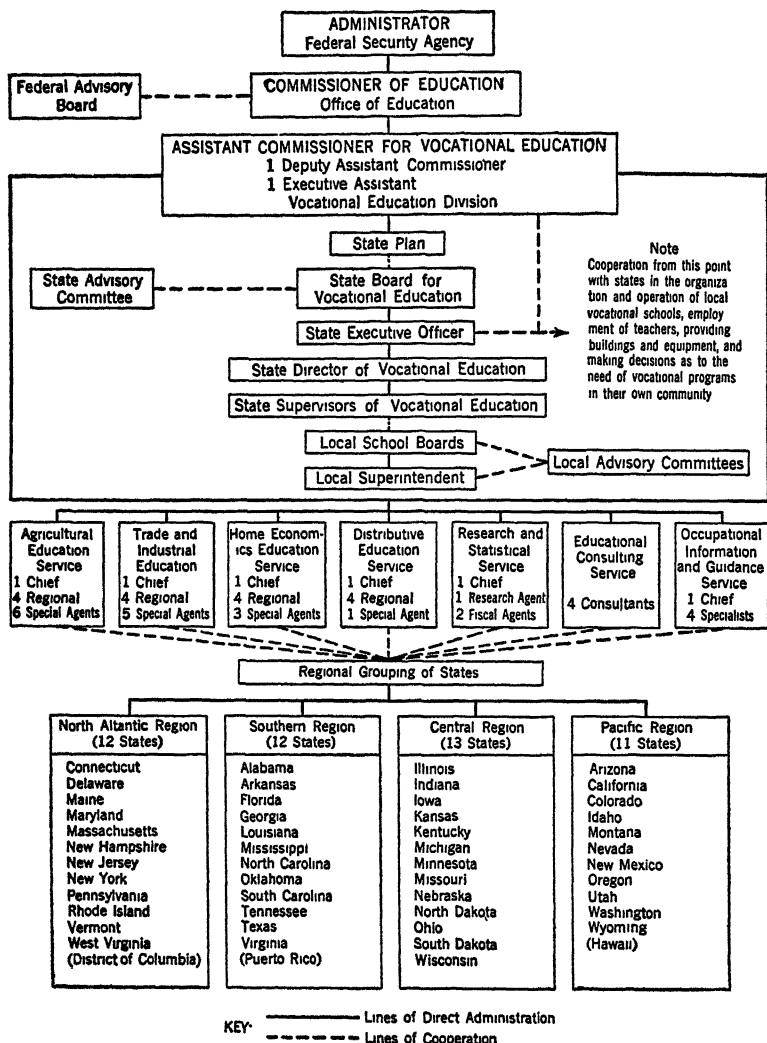 ADMINISTRATOR
Federal Security Agency
Federal Advisory
Board
COMMISSIONER OF EDUCATION
Office of Education
ASSISTANT COMMISSIONER FOR VOCATIONAL EDUCATION
1 Deputy Assistant Commissioner
1 Executive Assistant
Vocational Education Division
State Plan
State Advisory
Committee
State Board for
Vocational Education
State Executive Officer
Note
Cooperation from this point
with states in the organiza
tion and operation of local
vocational schools, employ
ment of teachers, providing
buildings and equipment, and
making decisions as to the
need of vocational programs
in their own community
State Director of Vocational Education
State Supervisors of Vocational Education
Local School Boards
Local Advisory Committees
Local Superintendent
Agricultural
Education
Service
1 Chief
4 Regional
6 Special Agents
Trade and
Industrial
Education
1 Chief
4 Regional
5 Special Agents
Home Econom-
ics Education
Service
1 Chief
4 Regional
3 Special Agents
Distributive
Education
Service
1 Chief
4 Regional
1 Special Agent
Research and
Statistical
Service
1 Chief
1 Research Agent
2 Fiscal Agents
Educational
Consulting
Service
4 Consultants
Occupational
Information
and Guidance
Service
1 Chief
4 Specialists
Regional Grouping of States
North Altantic Region
(12 States)
Connecticut
Delaware
Maine
Maryland
Massachusetts
New Hampshire
New Jersey
New York
Pennsylvania
Rhode Island
Vermont
West Virginia
(District of Columbia)
Southern Region
(12 States)
Alabama
Arkansas
Florida
Georgia
Louisiana
Mississippi
North Carolina
Oklahoma
South Carolina
Tennessee
Texas
Virginia
(Puerto Rico)
Central Region
(13 States)
Illinois
Indiana
Iowa
Kansas
Kentucky
Michigan
Minnesota
Missouri
Nebraska
North Dakota
Ohio
South Dakota
Wisconsin
Pacific Region
(11 States)
Arizona
California
Colorado
Idaho
Montana
Nevada
New Mexico
Oregon
Utah
Washington
Wyoming
(Hawaii)
KEY· Lines of Direct Administration
Lines of Cooperation